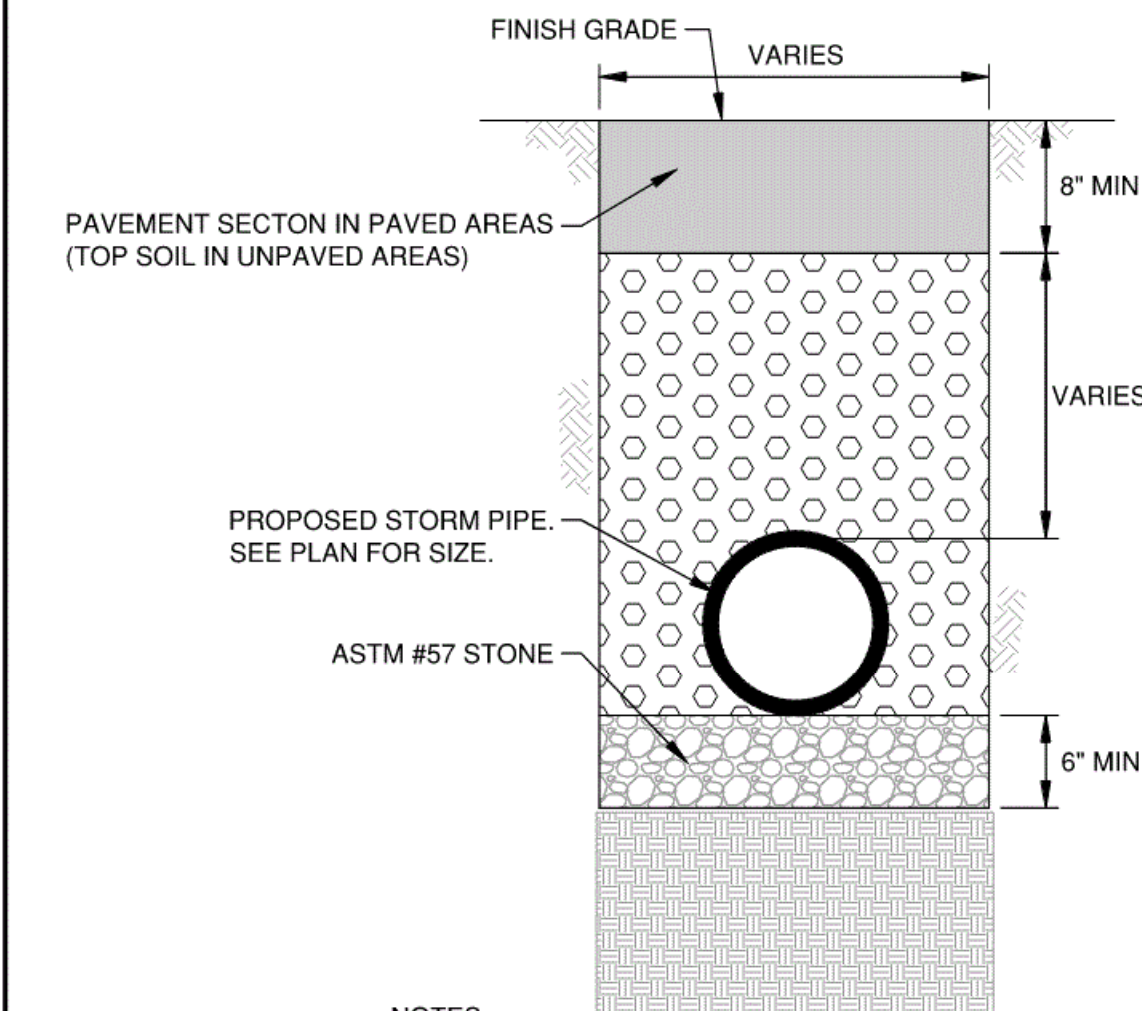 FINISH GRADE
VARIES
8" MIN
PAVEMENT SECTON IN PAVED AREAS
(TOP SOIL IN UNPAVED AREAS)
VARIES
PROPOSED STORM PIPE.
SEE PLAN FOR SIZE.
ASTM #57 STONE
6" MIN
NOTES